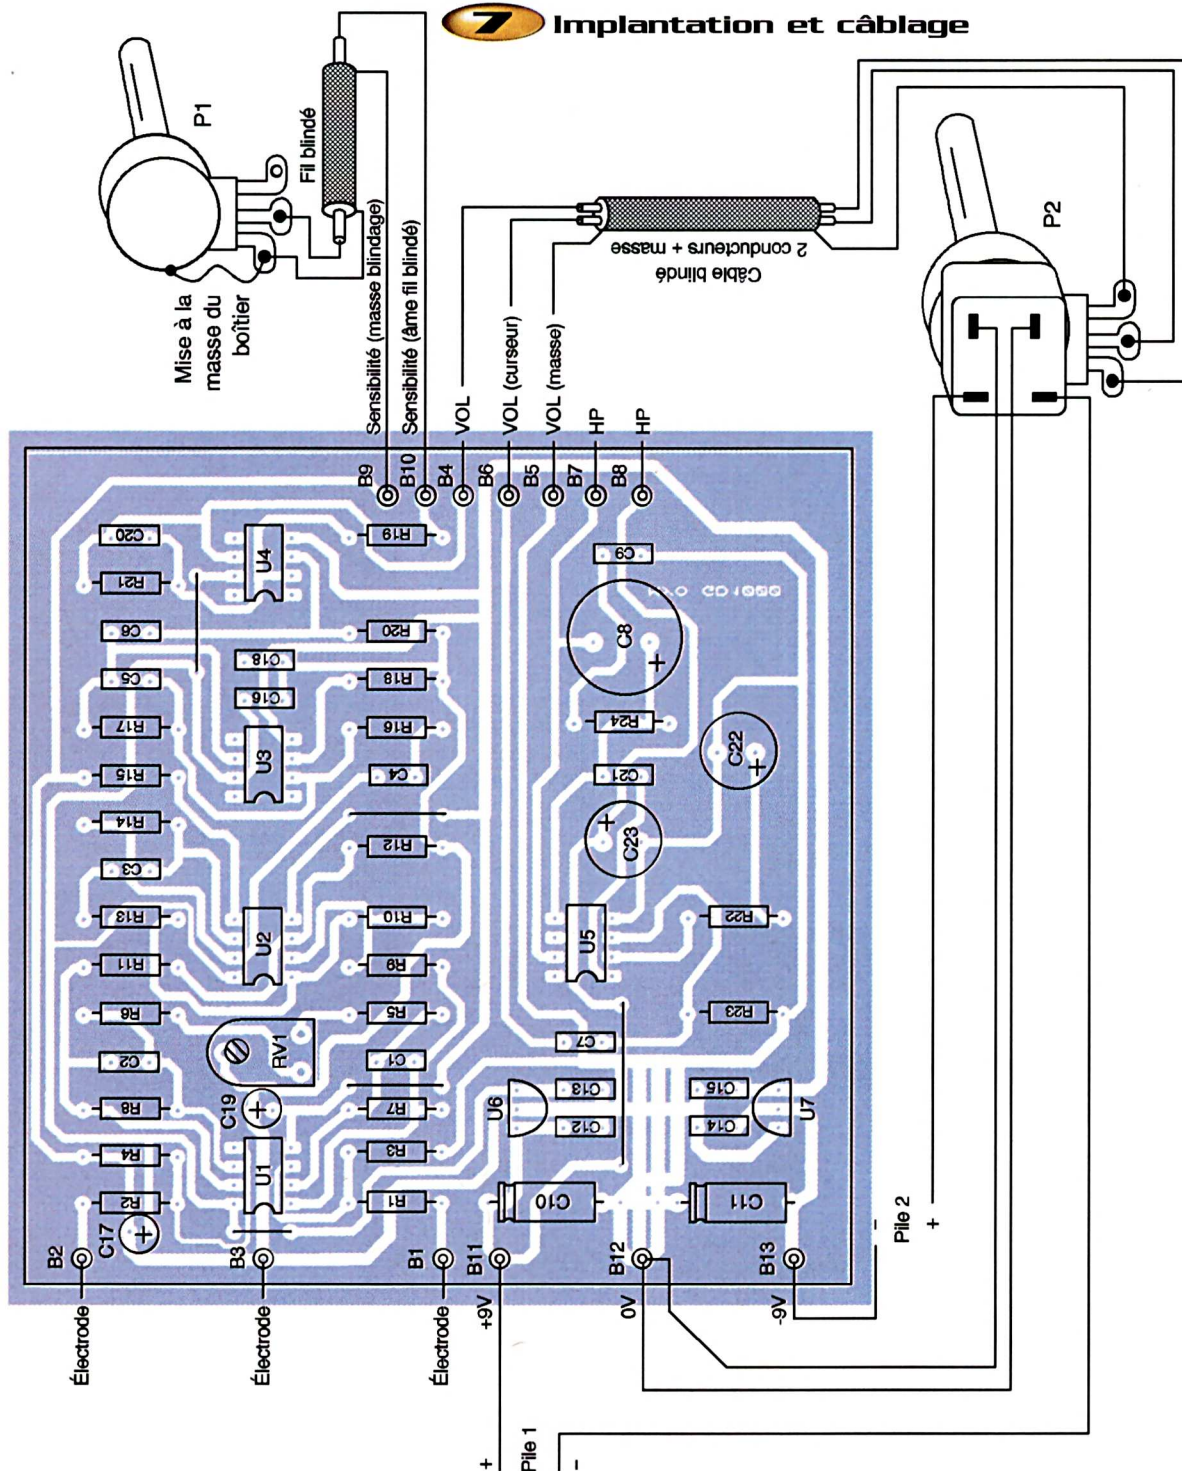 7 Implantation et câblage
P1
Fil blindé
Mise à la
masse du
boîtier
Sensibilité (masse blindage)
Sensibilité (âme fil blindé)
VOL
VOL (curseur)
VOL (masse)
HP
HP
Câble blindé
2 conducteurs + masse
P2
B9
B10
B4
B6
B5
B7
B8
C20
R21
C6
C5
R17
R15
R14
C3
R13
R11
R6
C2
R8
R4
R2
C17
+
U4
C18
C16
U3
U2
RV1
C19
+
U1
R19
R20
R18
R16
C4
R12
R10
R9
R5
C1
R7
R3
R1
C9
CD1000
C8
+
R24
C21
C22
+
C23
+
U5
R22
R23
C7
U6
C13
C12
C15
C14
U7
C10
C11
B2
B3
B1
B11
B12
B13
Électrode
Électrode
Électrode
+9V
0V
-9V
+
Pile 1
-
-
Pile 2
+